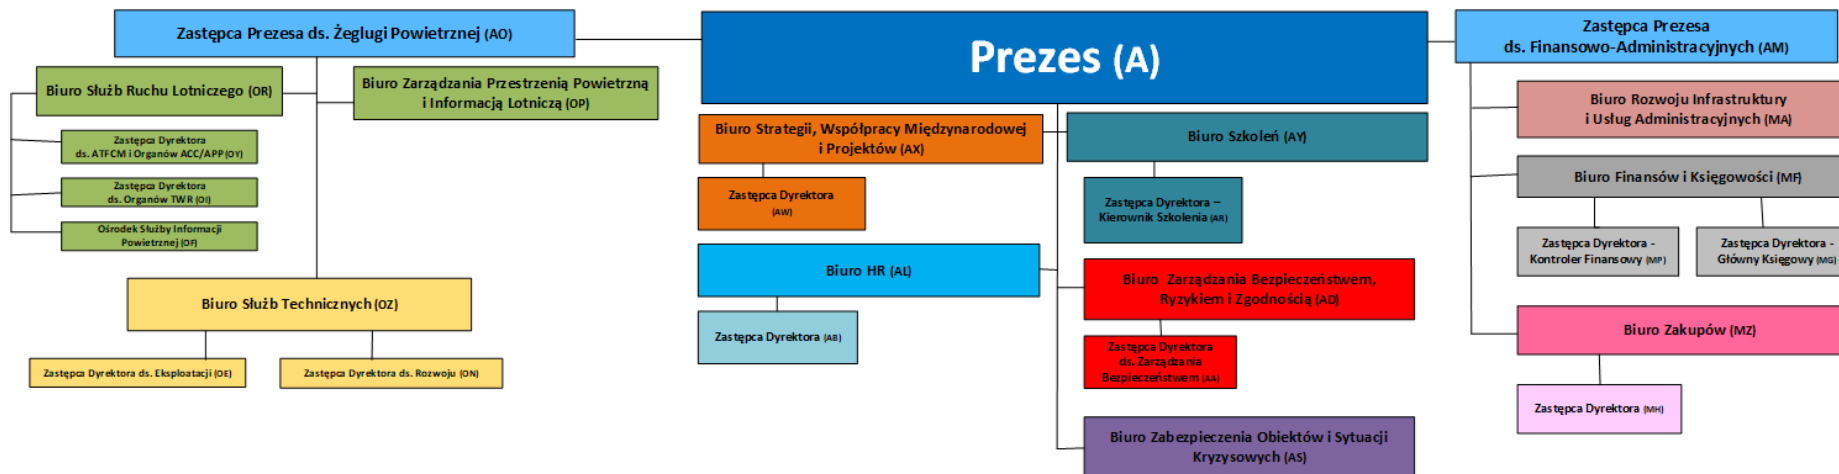 Zastępca Prezesa ds. Żeglugi Powietrznej (AO)
Biuro Służb Ruchu Lotniczego (OR)
Biuro Zarządzania Przestrzenią Powietrzną
i Informacją Lotniczą (OP)
Zastępca Dyrektora
ds. ATFCM i Organów ACC/APP (OY)
Zastępca Dyrektora
ds. Organów TWR (OI)
Ośrodek Służby Informacji
Powietrznej (OF)
Biuro Służb Technicznych (OZ)
Zastępca Dyrektora ds. Eksploatacji (OE)
Zastępca Dyrektora ds. Rozwoju (ON)
Prezes (A)
Biuro Strategii, Współpracy Międzynarodowej
i Projektów (AX)
Zastępca Dyrektora
(AW)
Biuro Szkoleń (AY)
Zastępca Dyrektora –
Kierownik Szkolenia (AR)
Biuro HR (AL)
Zastępca Dyrektora (AB)
Biuro Zarządzania Bezpieczeństwem,
Ryzykiem i Zgodnością (AD)
Zastępca Dyrektora
ds. Zarządzania
Bezpieczeństwem (AA)
Biuro Zabezpieczenia Obiektów i Sytuacji
Kryzysowych (AS)
Zastępca Prezesa
ds. Finansowo-Administracyjnych (AM)
Biuro Rozwoju Infrastruktury
i Usług Administracyjnych (MA)
Biuro Finansów i Księgowości (MF)
Zastępca Dyrektora -
Kontroler Finansowy (MP)
Zastępca Dyrektora -
Główny Księgowy (MG)
Biuro Zakupów (MZ)
Zastępca Dyrektora (MH)